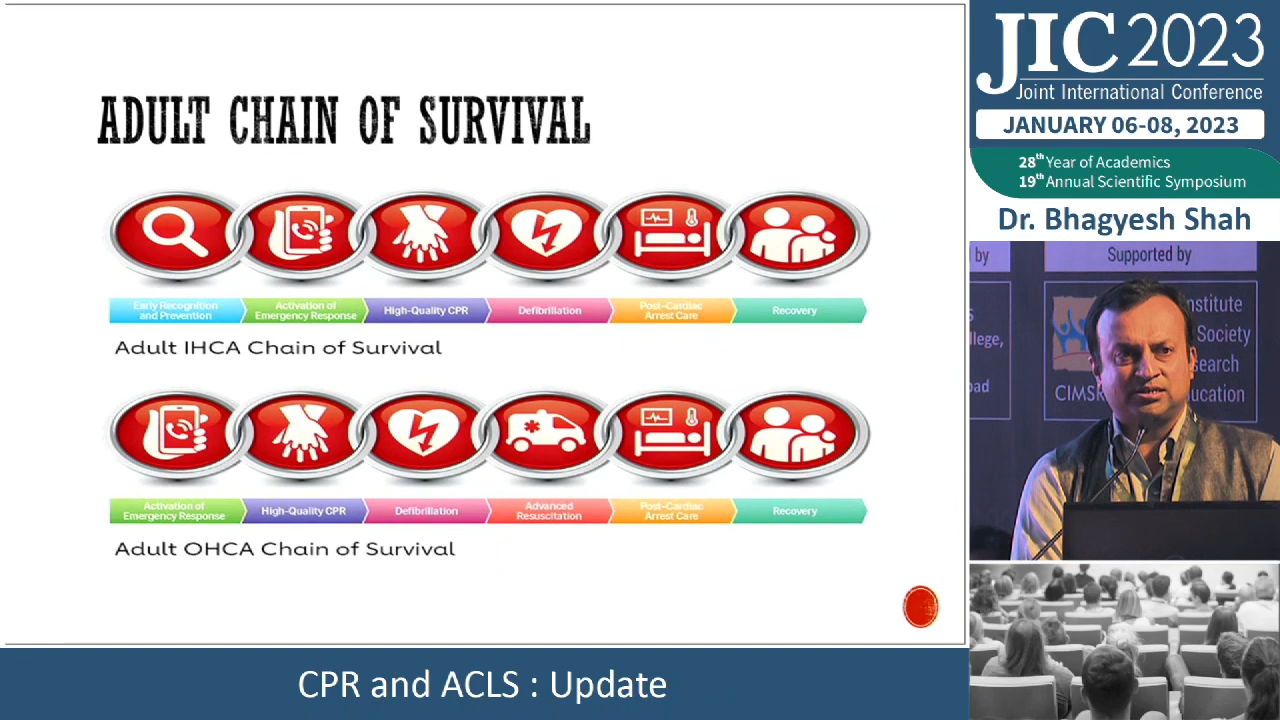 ADULT CHAIN OF SURVIVAL
Early Recognition
and Prevention
Activation of
Emergency Response
High-Quality CPR
Defibrillation
Post-Cardiac
Arrest Care
Recovery
Adult IHCA Chain of Survival
Activation of
Emergency Response
High-Quality CPR
Defibrillation
Advanced
Resuscitation
Post-Cardiac
Arrest Care
Recovery
Adult OHCA Chain of Survival
CPR and ACLS : Update
JIC2023
Joint International Conference
JANUARY 06-08, 2023
28th Year of Academics
19th Annual Scientific Symposium
Dr. Bhagyesh Shah
by
Supported by
Society
CIMS